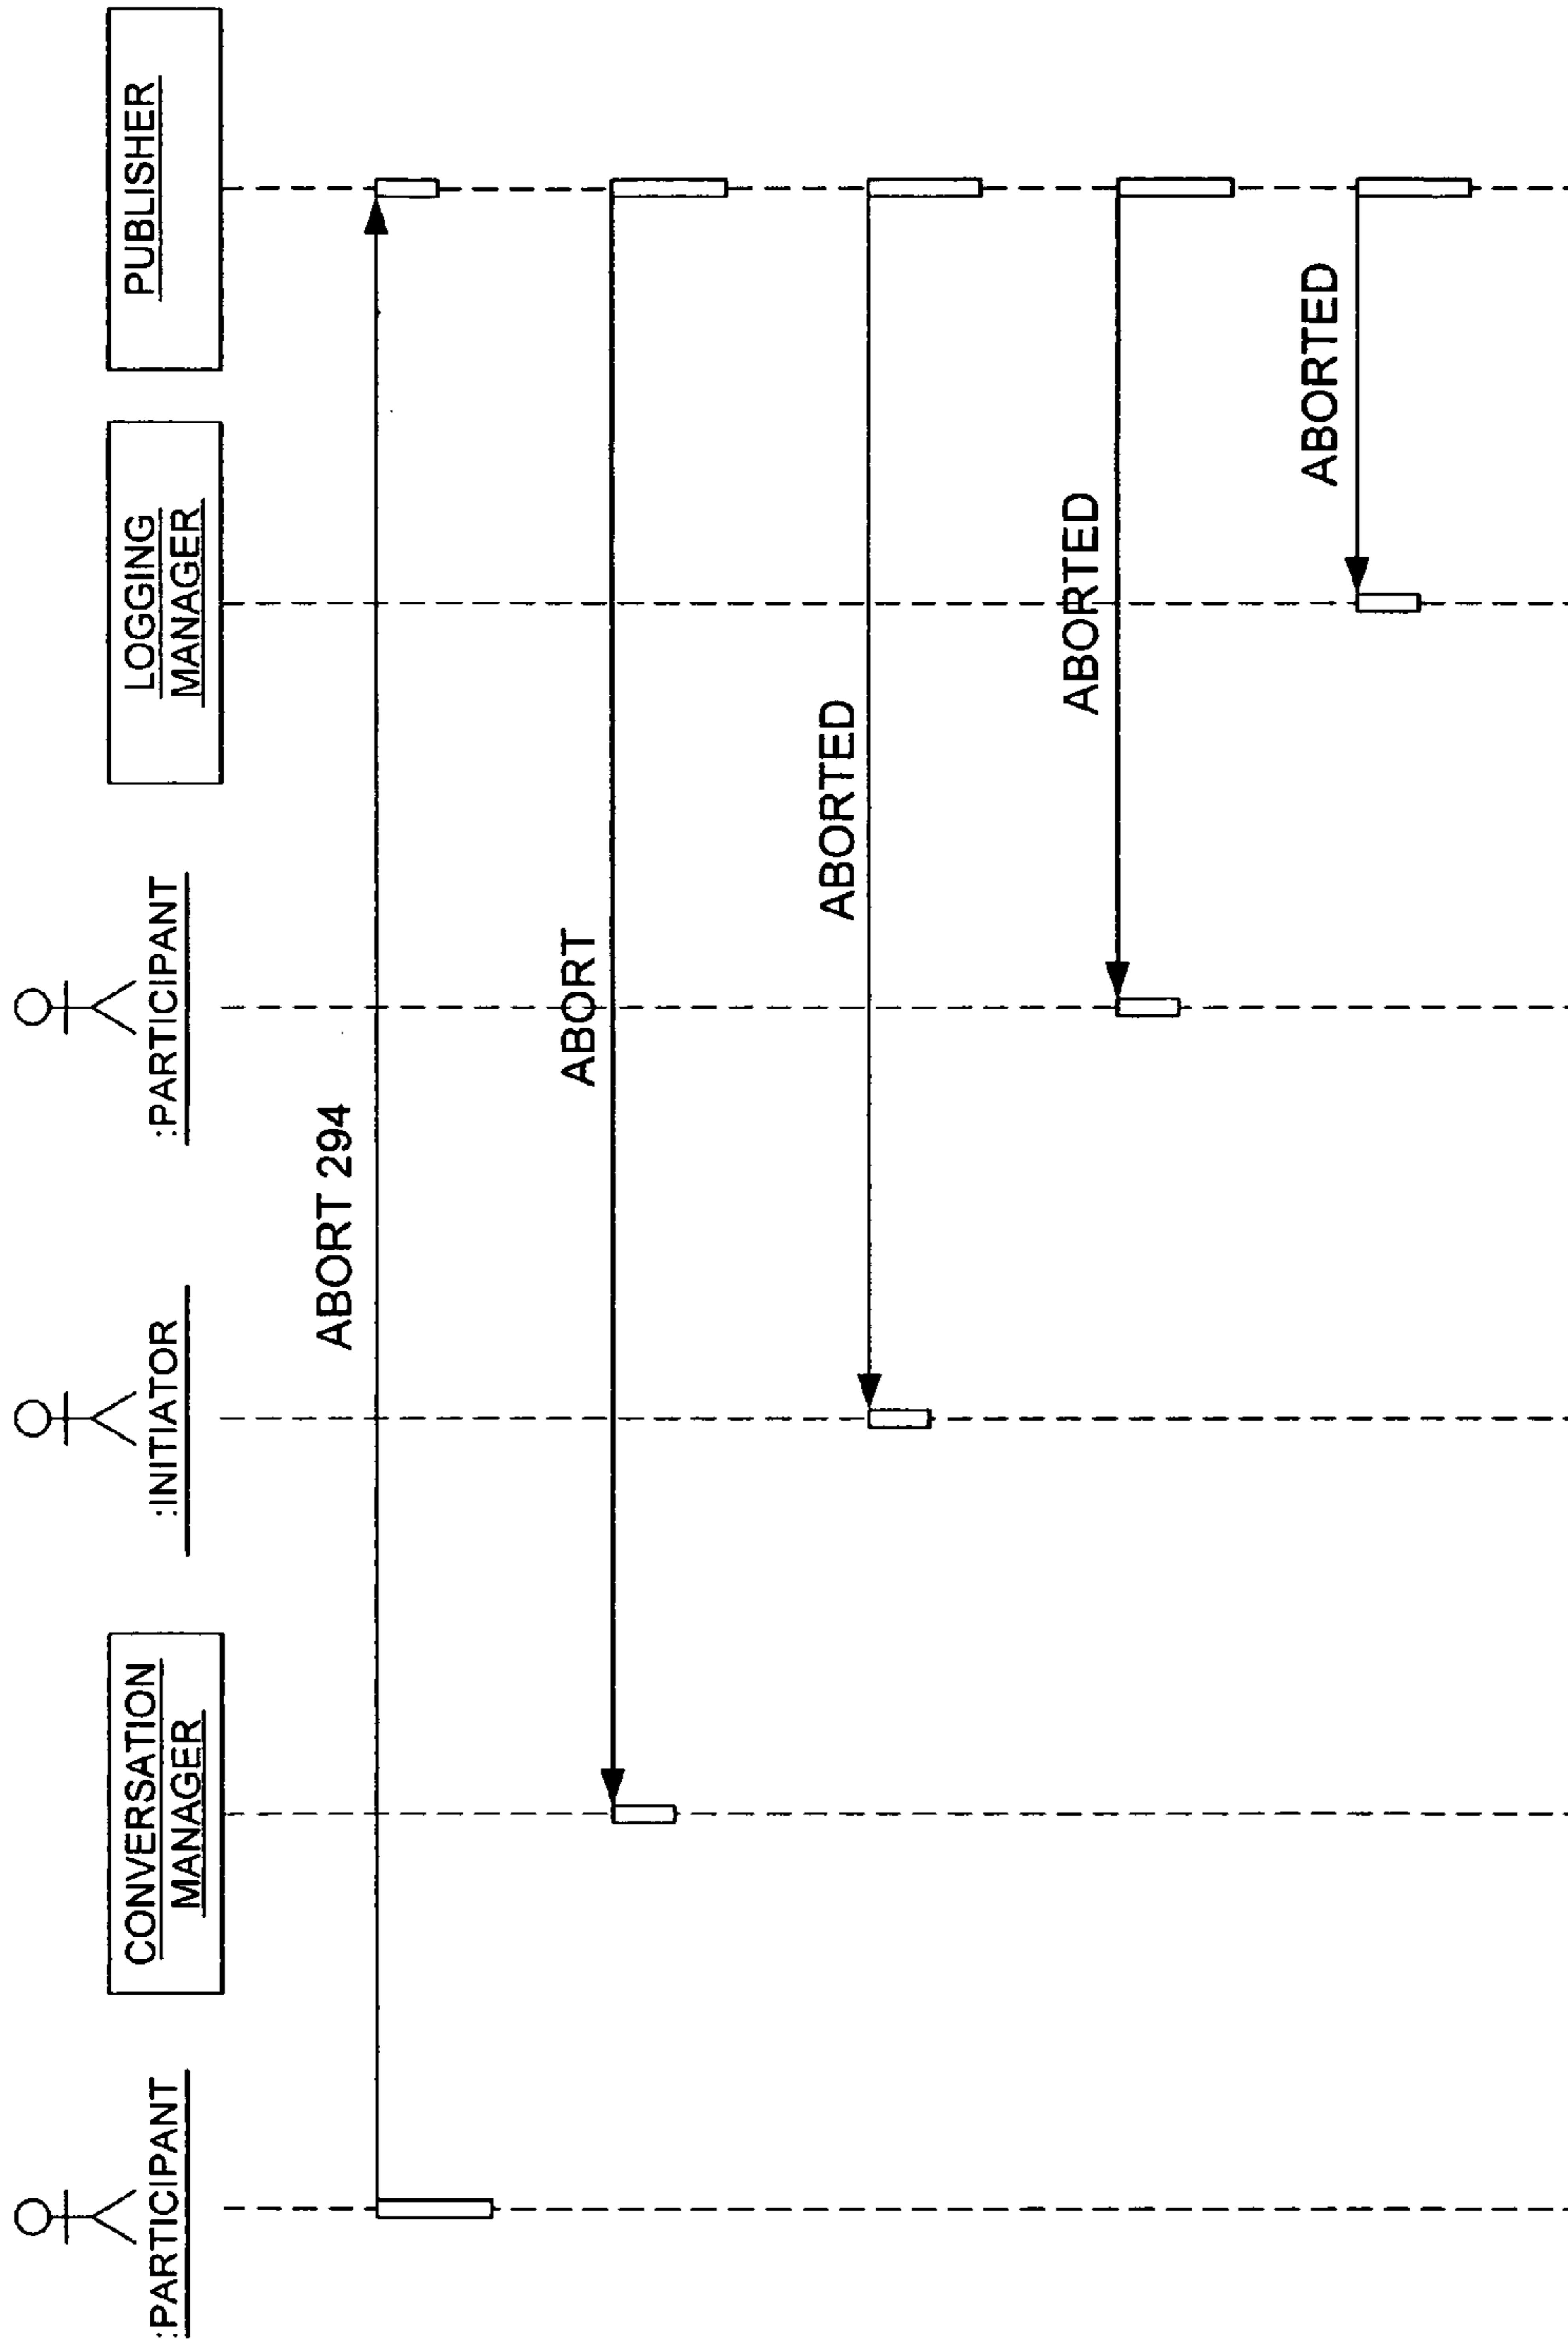 :PARTICIPANT
CONVERSATION
MANAGER
:INITIATOR
:PARTICIPANT
LOGGING
MANAGER
PUBLISHER
ABORT 294
ABORT
ABORTED
ABORTED
ABORTED